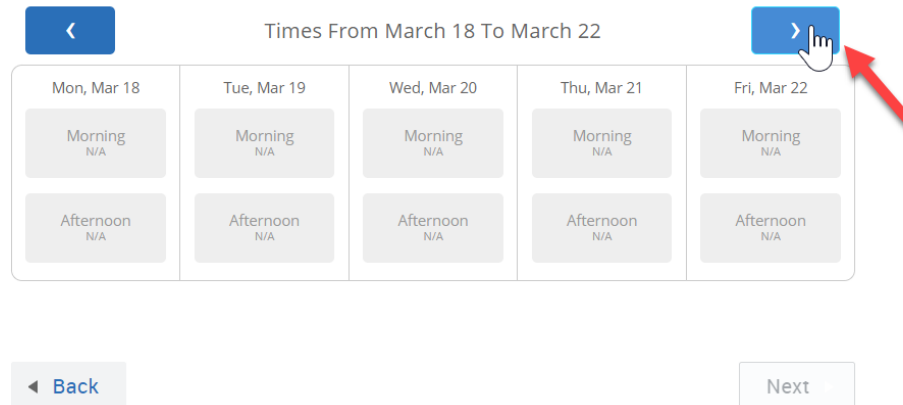 Times From March 18 To March 22
Mon, Mar 18 Tue, Mar 19 Wed, Mar 20 Thu, Mar 21 Fri, Mar 22
Morning Morning Morning Morning Morning
N/A N/A N/A N/A N/A
Afternoon Afternoon Afternoon Afternoon Afternoon
N/A N/A N/A N/A N/A
Back Next